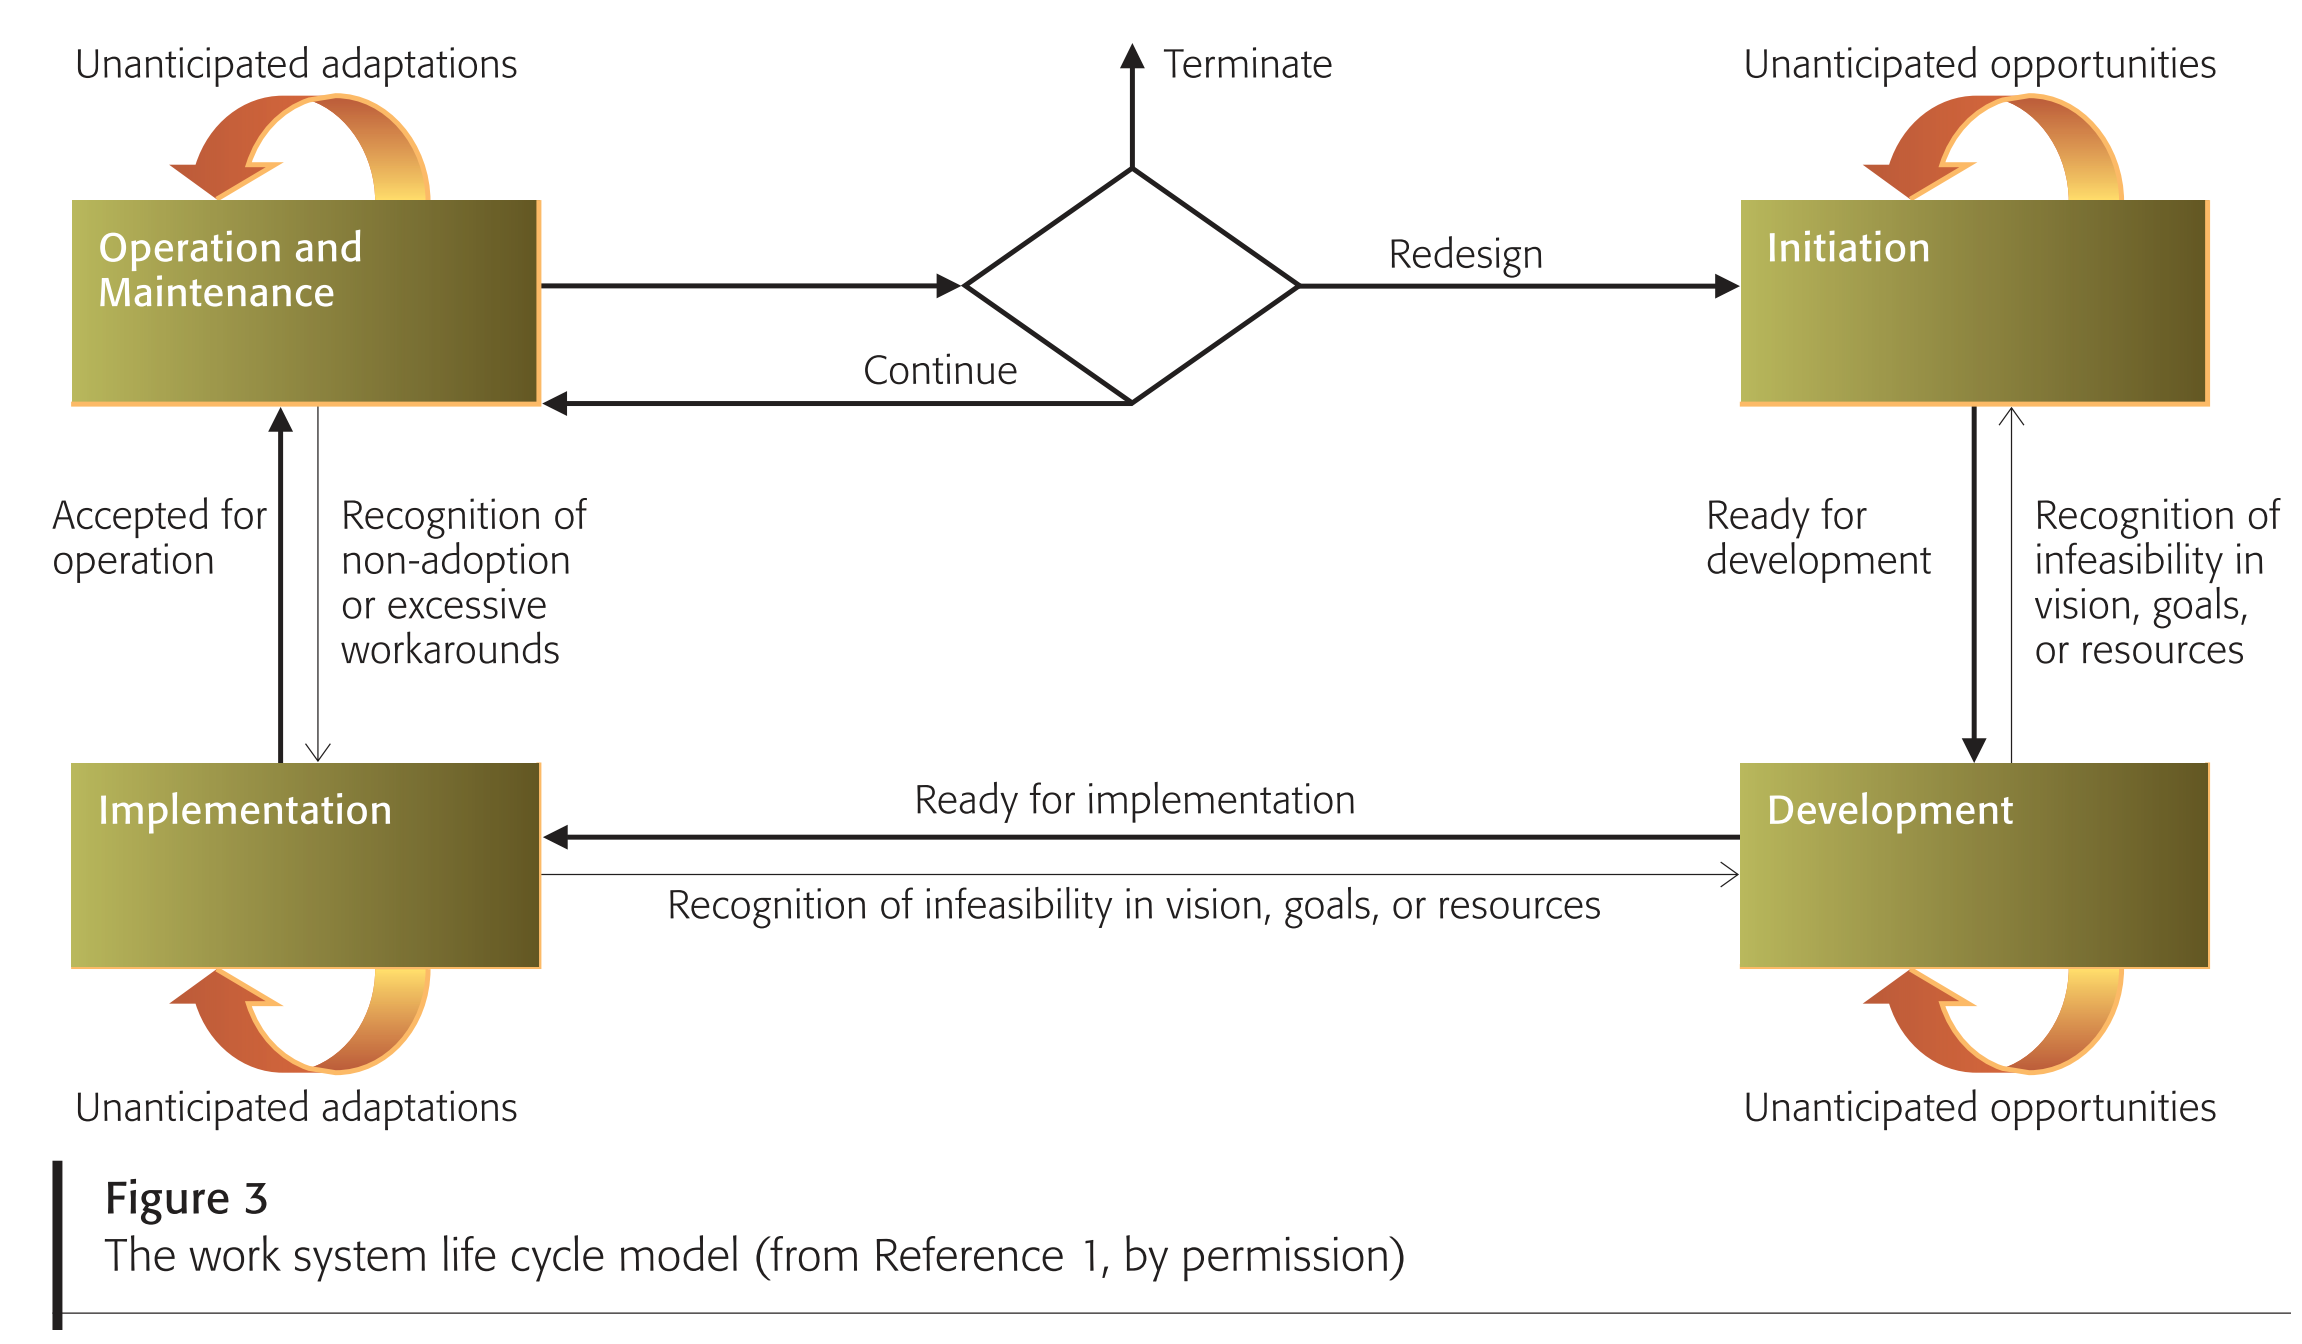 Unanticipated adaptations
Terminate
Unanticipated opportunities
Operation and
Maintenance
Redesign
Initiation
Continue
Accepted for
operation
Recognition of
non-adoption
or excessive
workarounds
Ready for
development
Recognition of
infeasibility in
vision, goals,
or resources
Implementation
Ready for implementation
Development
Recognition of infeasibility in vision, goals, or resources
Unanticipated adaptations
Unanticipated opportunities
Figure 3
The work system life cycle model (from Reference 1, by permission)